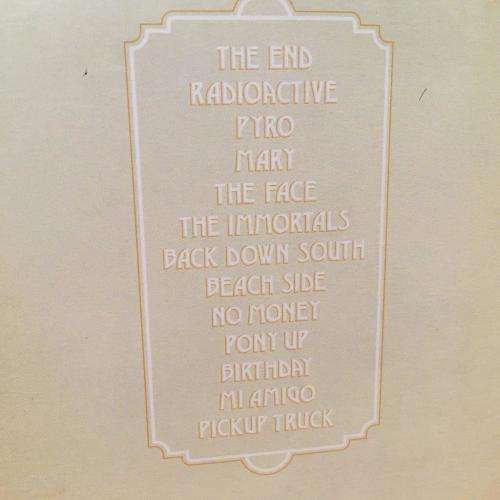 THE END
RADIOACTIVE
PYRO
MARY
THE FACE
THE IMMORTALS
BACK DOWN SOUTH
BEACH SIDE
NO MONEY
PONY UP
BIRTHDAY
MI AMIGO
PICKUP TRUCK